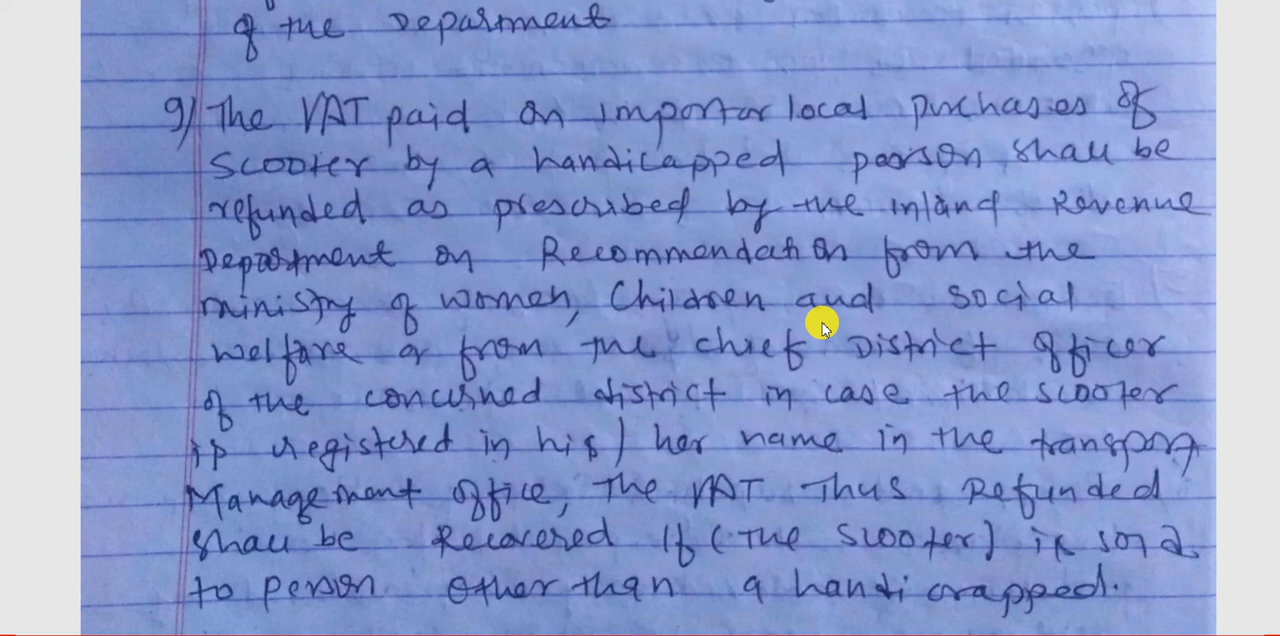 of the Department
9) The VAT paid on import or local purchases of
Scooter by a handicapped person shall be
refunded as prescribed by the inland Revenue
Department on Recommendation from the
ministry of women, Children and social
welfare or from the chief District officer
of the concerned district in case the scooter
is registered in his/her name in the transport
Management office, The VAT Thus Refunded
shall be Recovered If (The Scooter) is sold
to person other than a handicrapped.